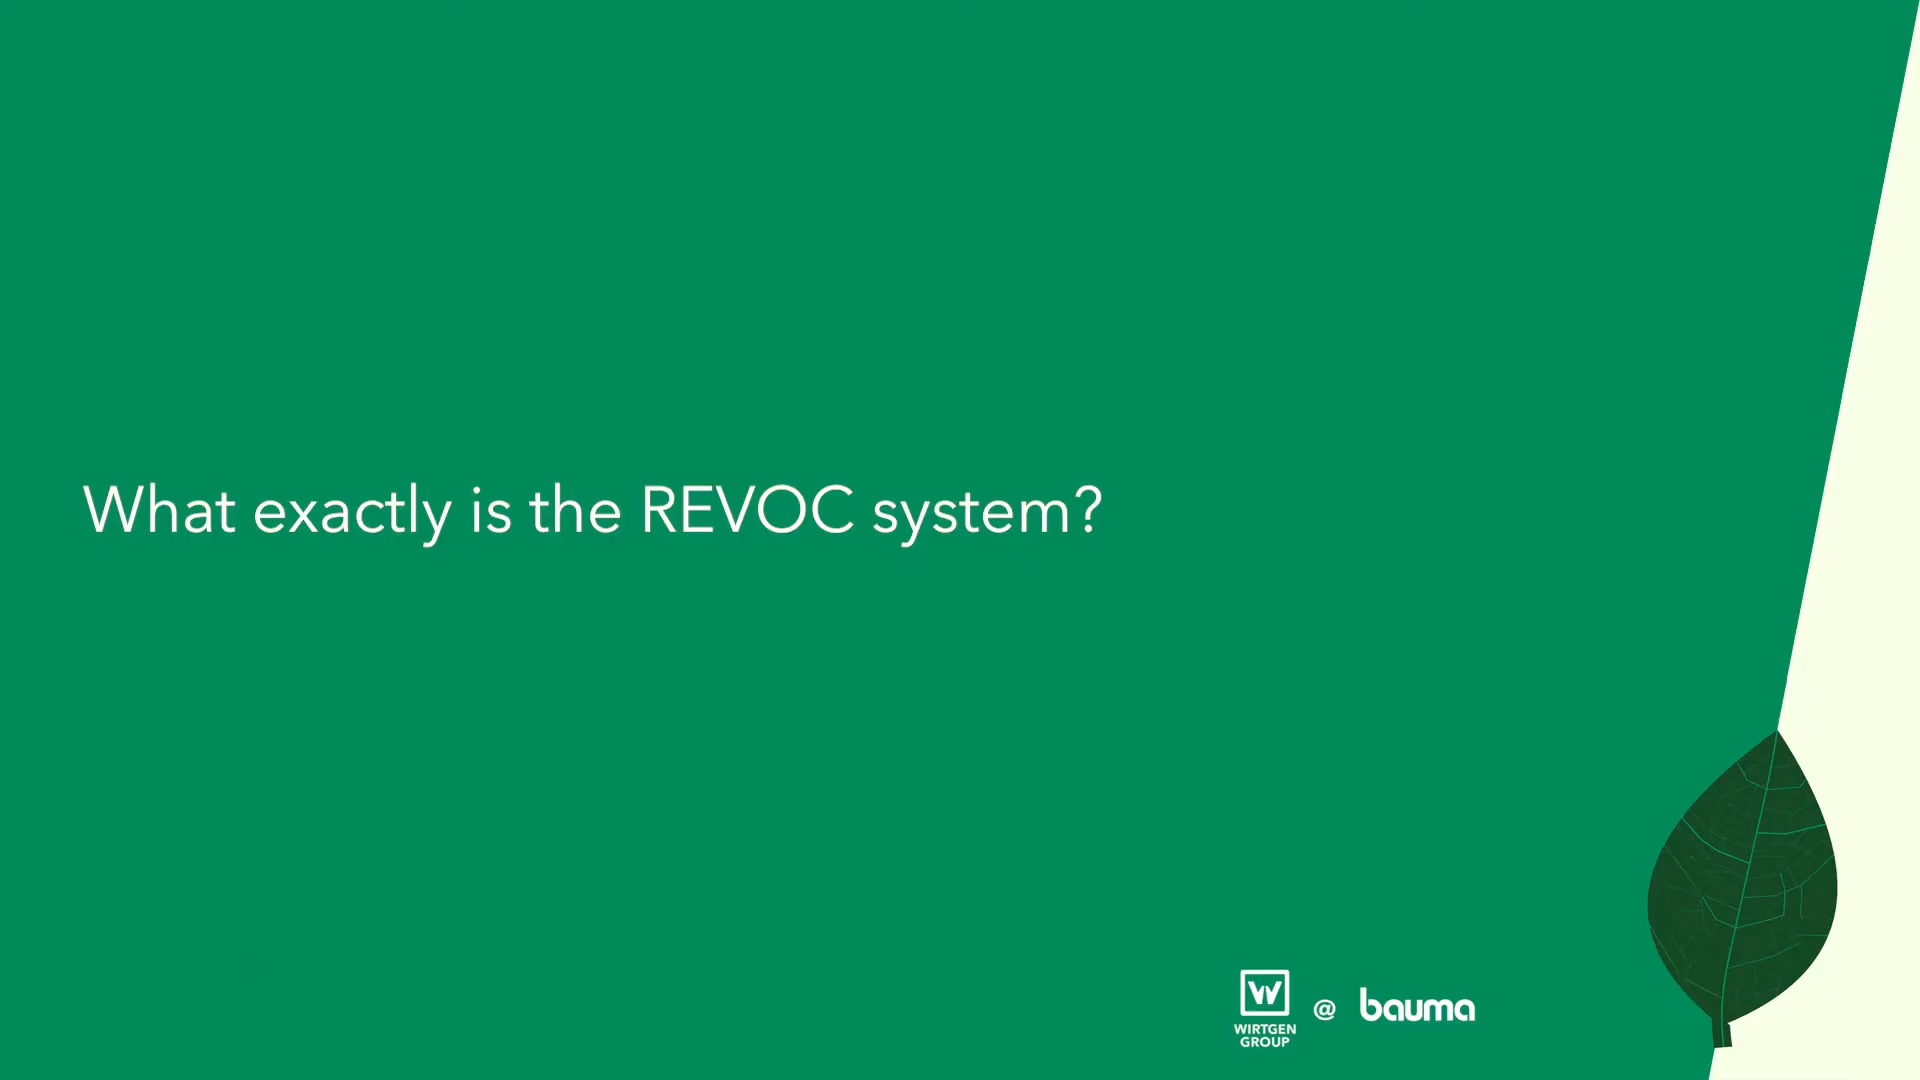 What exactly is the REVOC system?
W
WIRTGEN
GROUP
@ bauma